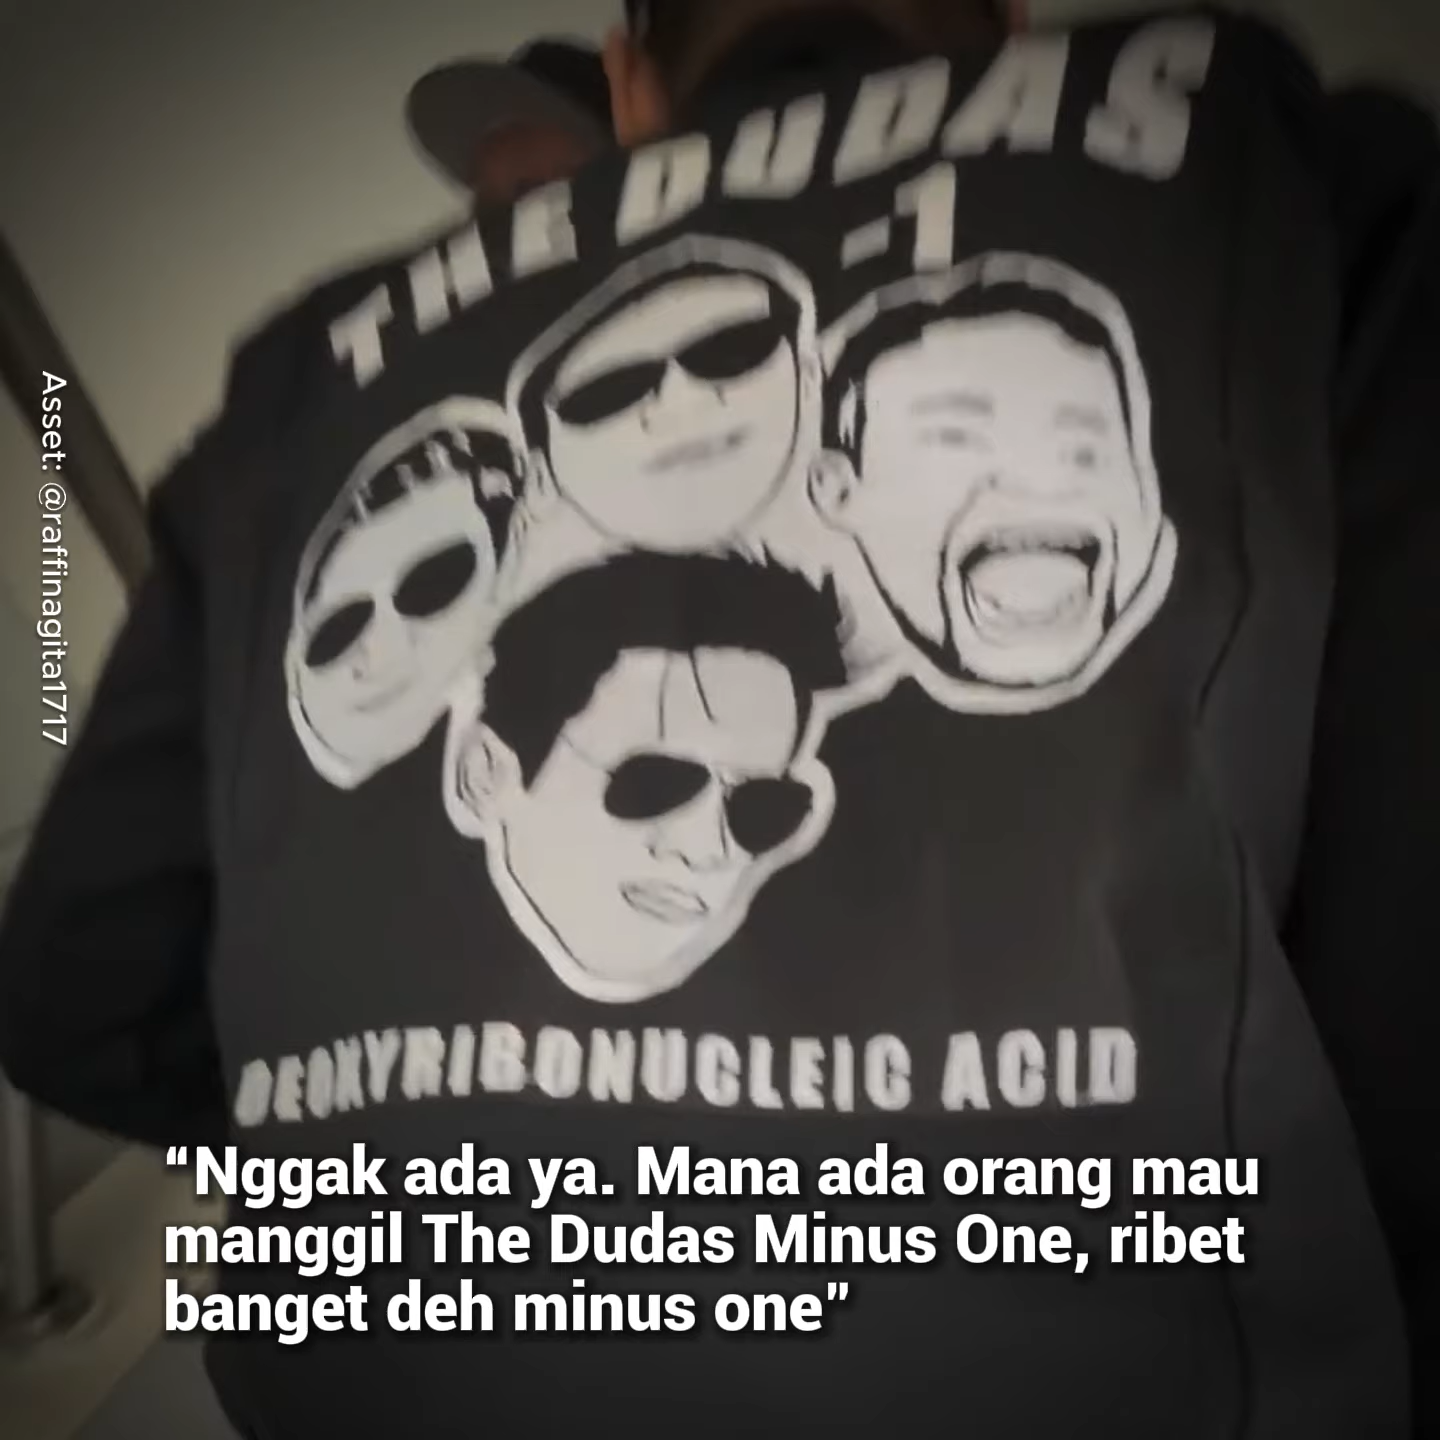 THE DUDAS
-1
DEOXYRIBONUCLEIC ACID
Asset: @raffinagita1717
“Nggak ada ya. Mana ada orang mau
manggil The Dudas Minus One, ribet
banget deh minus one”